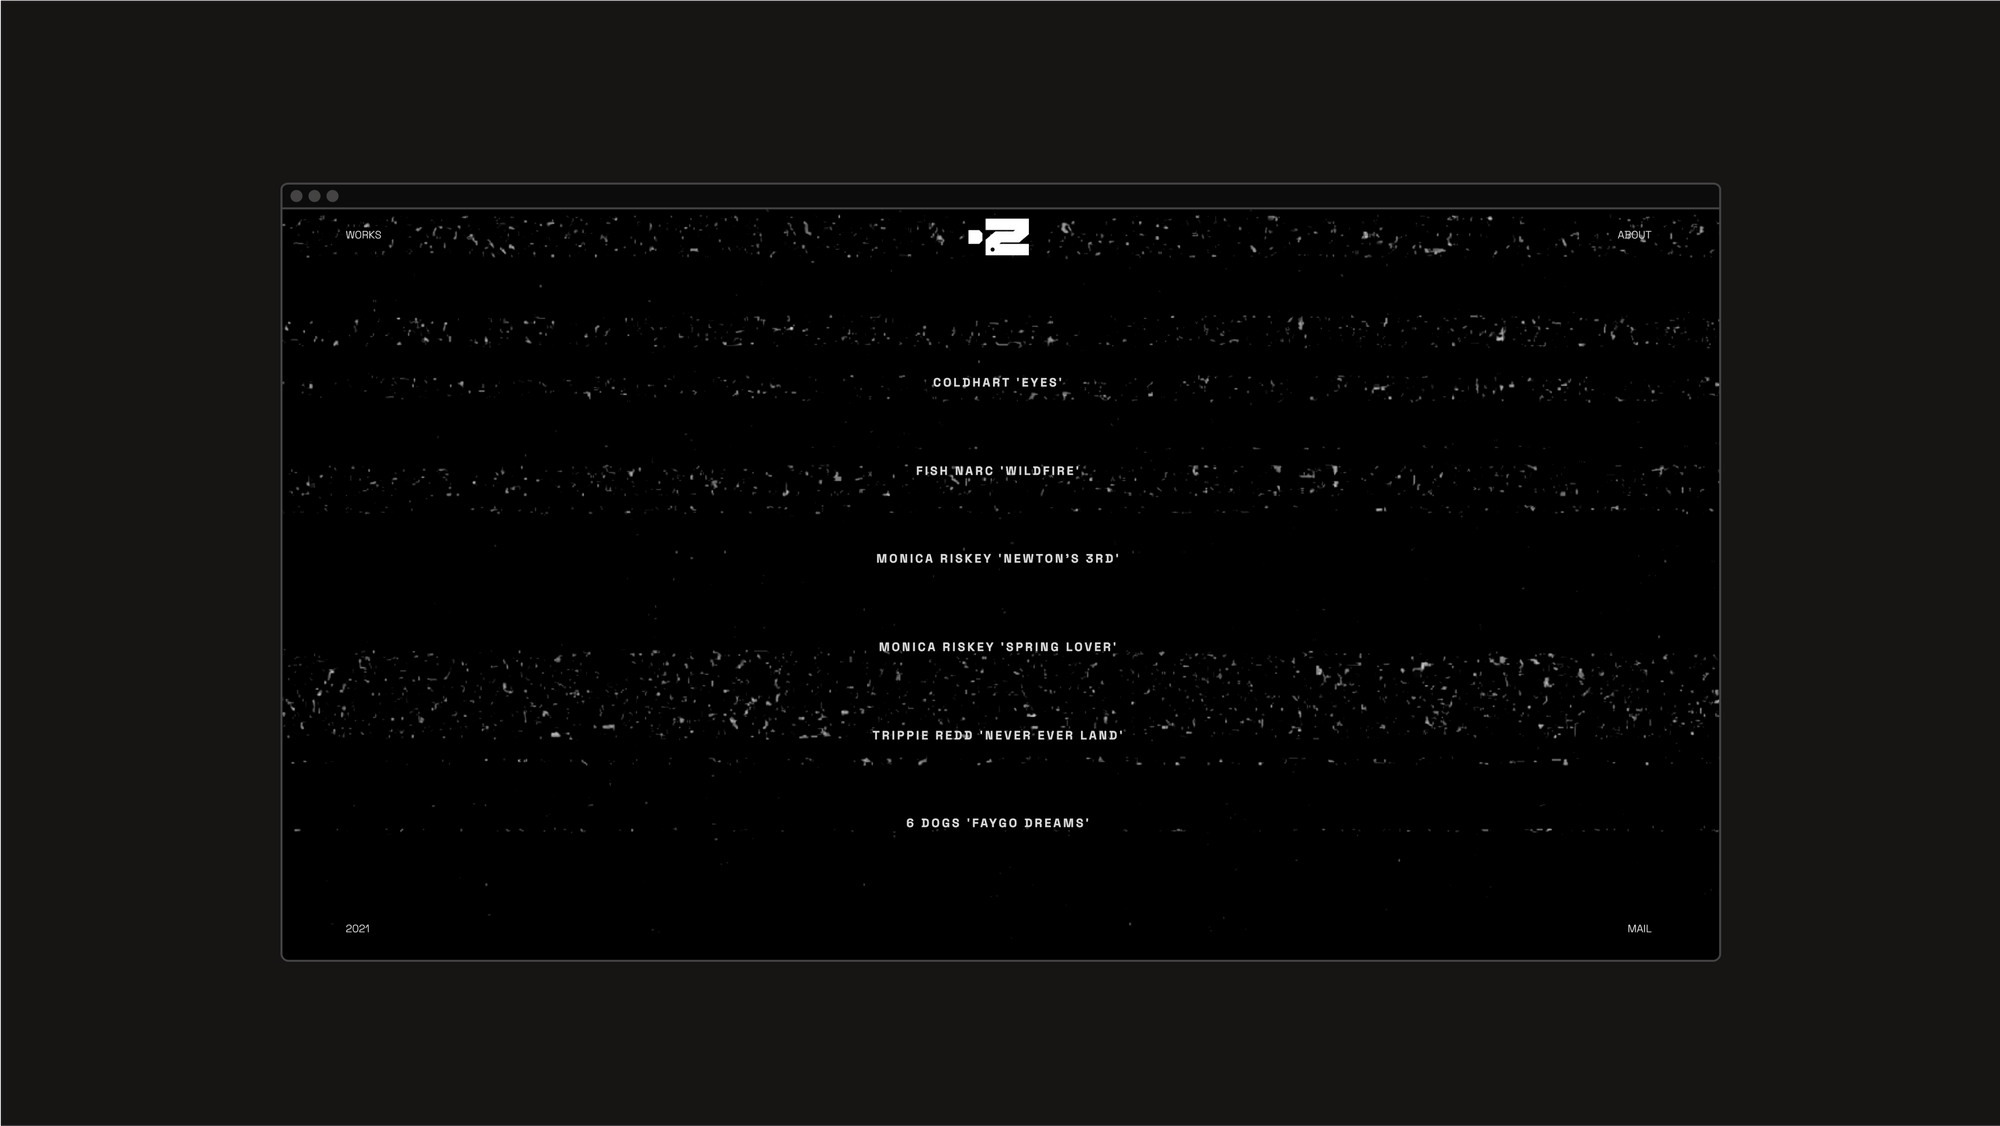 WORKS
ABOUT
COLDHART 'EYES'
FISH NARC 'WILDFIRE'
MONICA RISKEY 'NEWTON'S 3RD'
MONICA RISKEY 'SPRING LOVER'
TRIPPIE REDD 'NEVER EVER LAND'
6 DOGS 'FAYGO DREAMS'
2021
MAIL